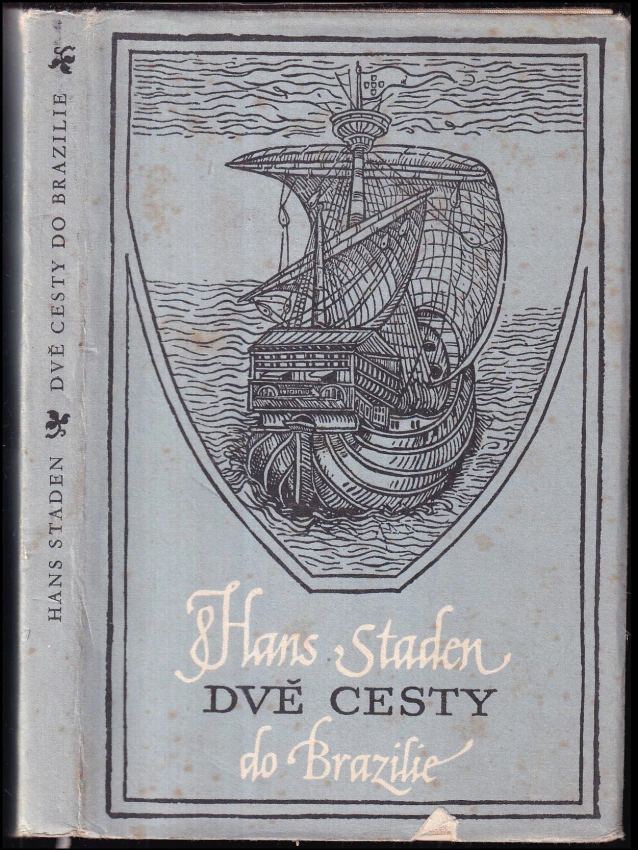 HANS STADEN DVĚ CESTY DO BRAZILIE
Hans Staden
DVĚ CESTY
do Brazilie